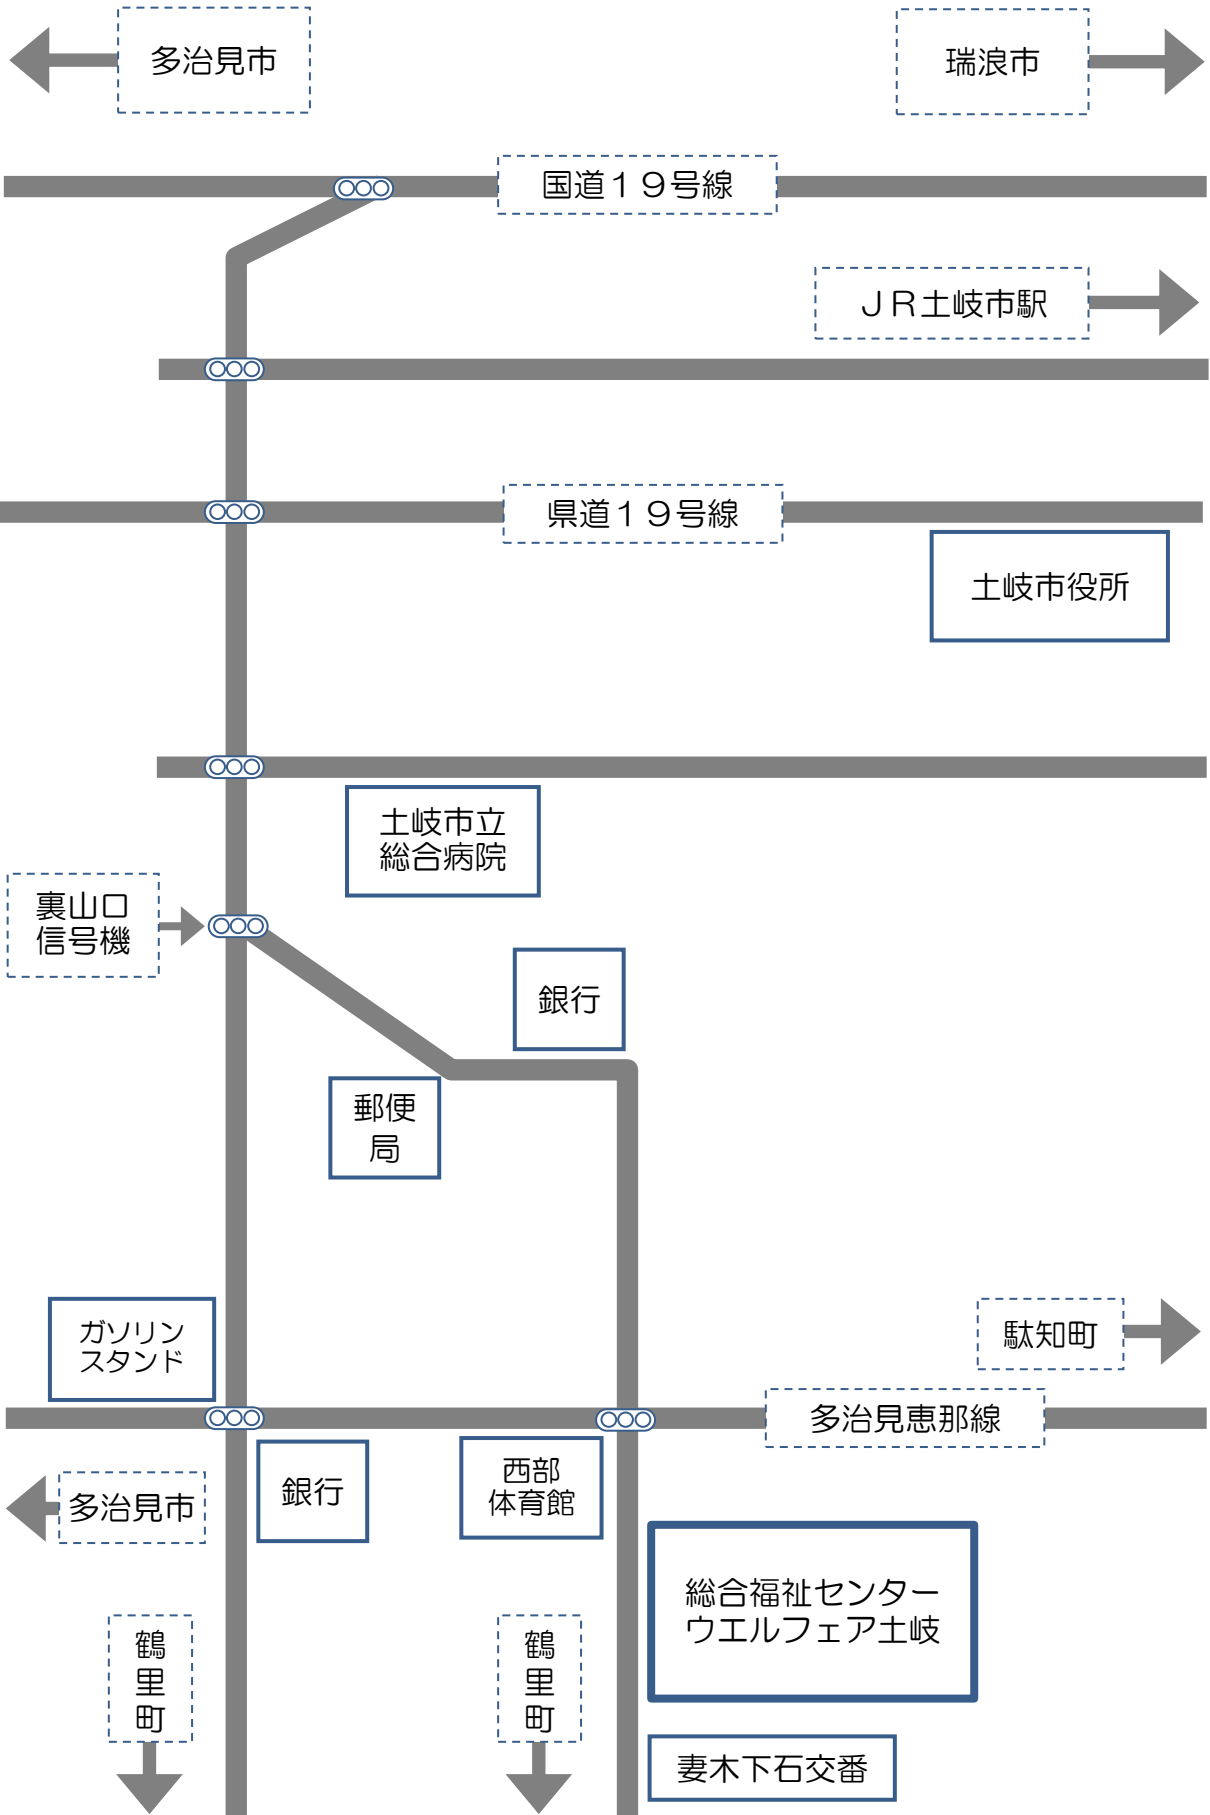 多治見市
瑞浪市
国道１９号線
ＪＲ土岐市駅
県道１９号線
土岐市役所
土岐市立
総合病院
裏山口
信号機
銀行
郵便
局
ガソリン
スタンド
駄知町
多治見恵那線
多治見市
銀行
西部
体育館
総合福祉センター
ウエルフェア土岐
鶴
里
町
鶴
里
町
妻木下石交番